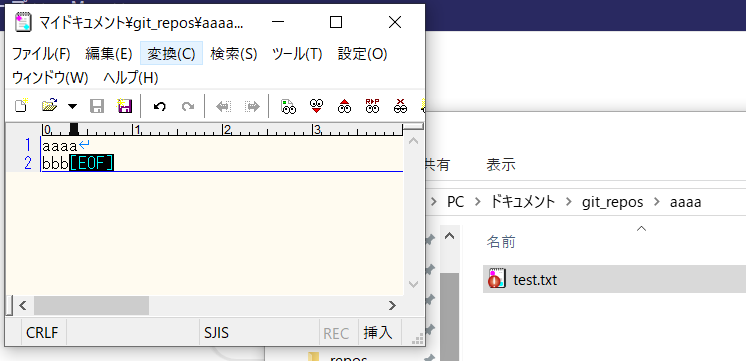 マイドキュメント¥git_repos¥aaaa...
ファイル(F) 編集(E) 変換(C) 検索(S) ツール(T) 設定(O)
ウィンドウ(W) ヘルプ(H)
0 1 2 3
1 aaaa
2 bbb[EOF]
CRLF SJIS REC 挿入
共有 表示
PC ドキュメント git_repos aaaa
名前
test.txt
repos